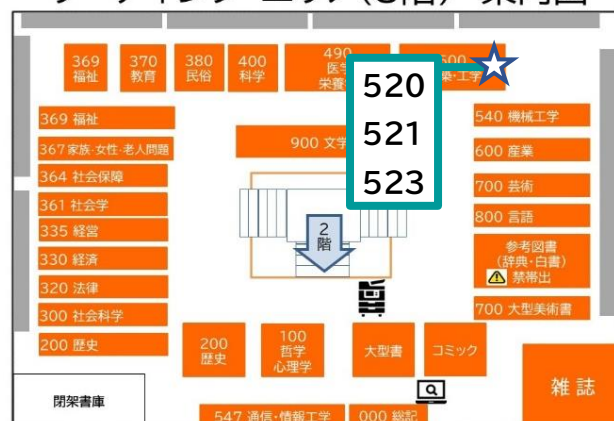 案内図
369
福祉
370
教育
380
民俗
400
科学
490
医学
栄養
520
521
523
築・工学
369 福祉
367 家族・女性・老人問題
364 社会保障
361 社会学
335 経営
330 経済
320 法律
300 社会科学
200 歴史
900 文学
2
階
540 機械工学
600 産業
700 芸術
800 言語
参考図書
(辞典・白書)
禁帯出
700 大型美術書
200
歴史
100
哲学
心理学
大型書
コミック
雑誌
閉架書庫
547 通信・情報工学
000 総記